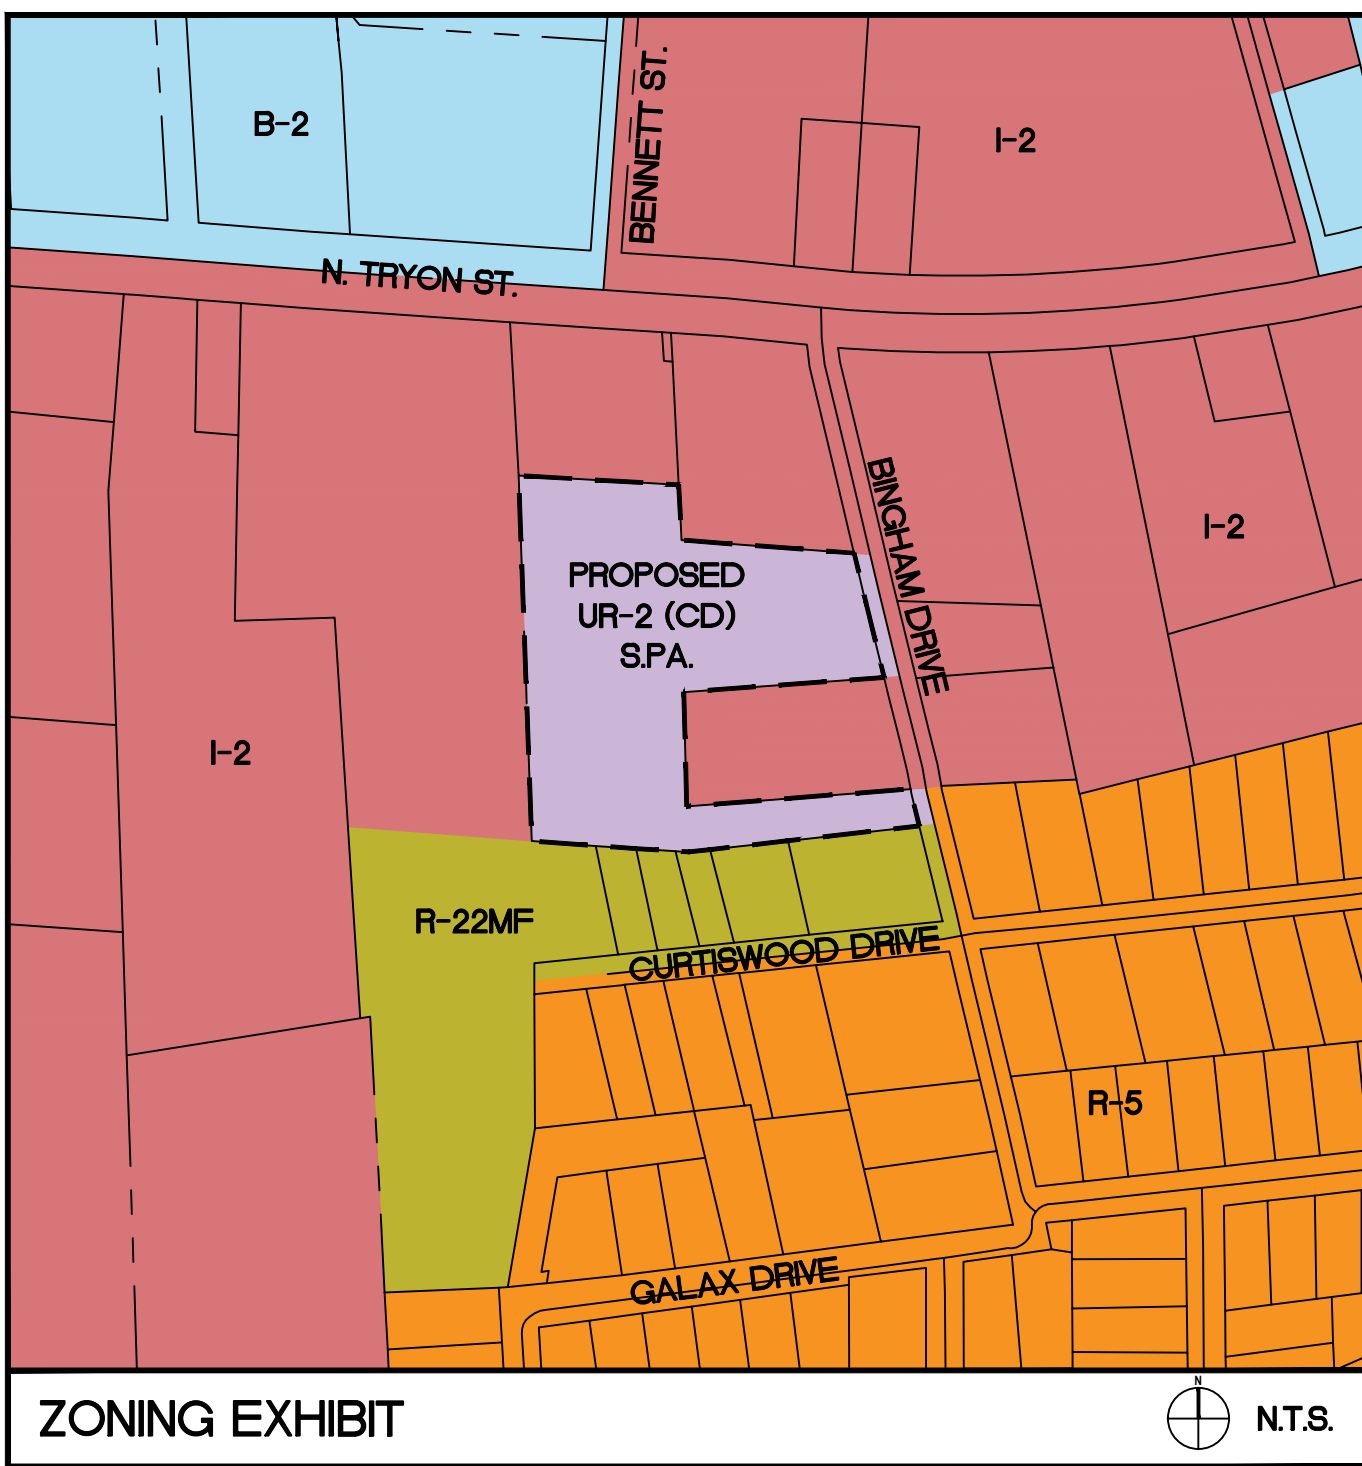 B-2
BENNETT ST.
I-2
N. TRYON ST.
BINGHAM DRIVE
I-2
PROPOSED
UR-2 (CD)
S.P.A.
I-2
R-22MF
CURTISWOOD DRIVE
R-5
GALAX DRIVE
ZONING EXHIBIT
N
N.T.S.